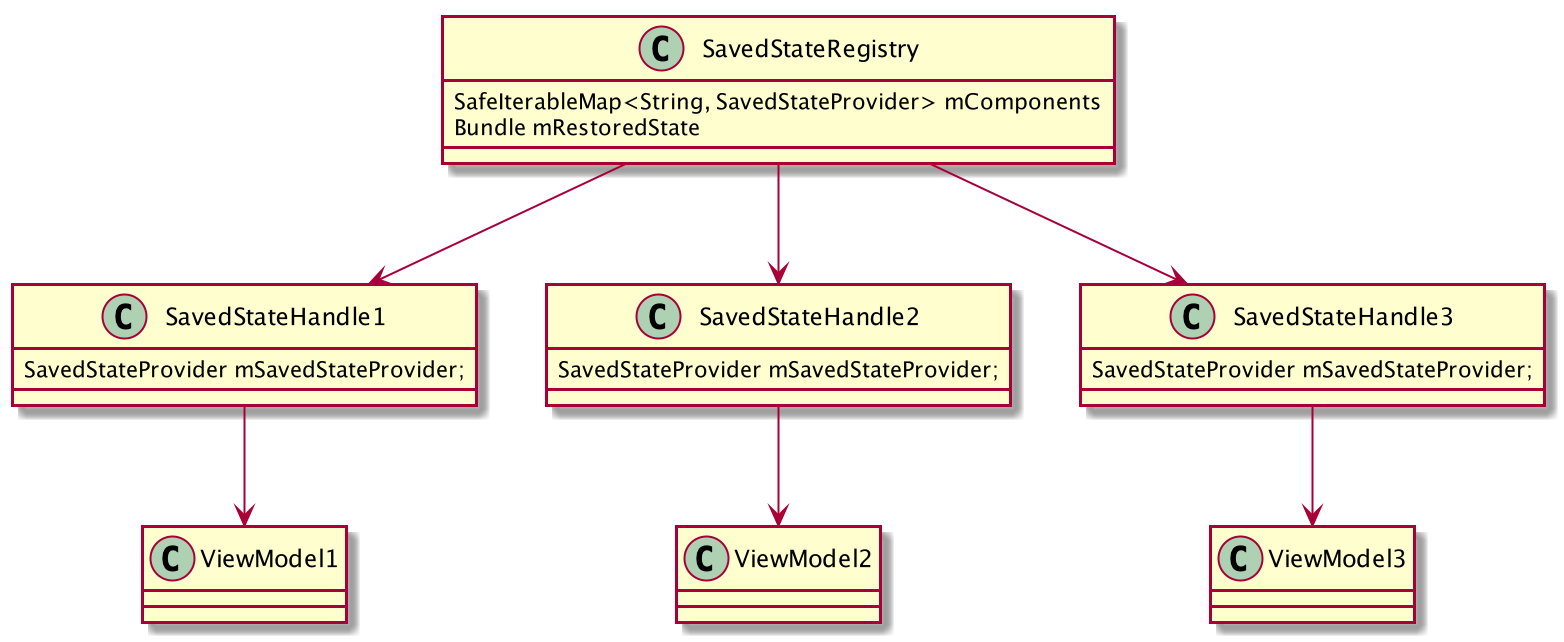 C SavedStateRegistry
SafeIterableMap<String, SavedStateProvider> mComponents
Bundle mRestoredState
C SavedStateHandle1
SavedStateProvider mSavedStateProvider;
C SavedStateHandle2
SavedStateProvider mSavedStateProvider;
C SavedStateHandle3
SavedStateProvider mSavedStateProvider;
C ViewModel1
C ViewModel2
C ViewModel3